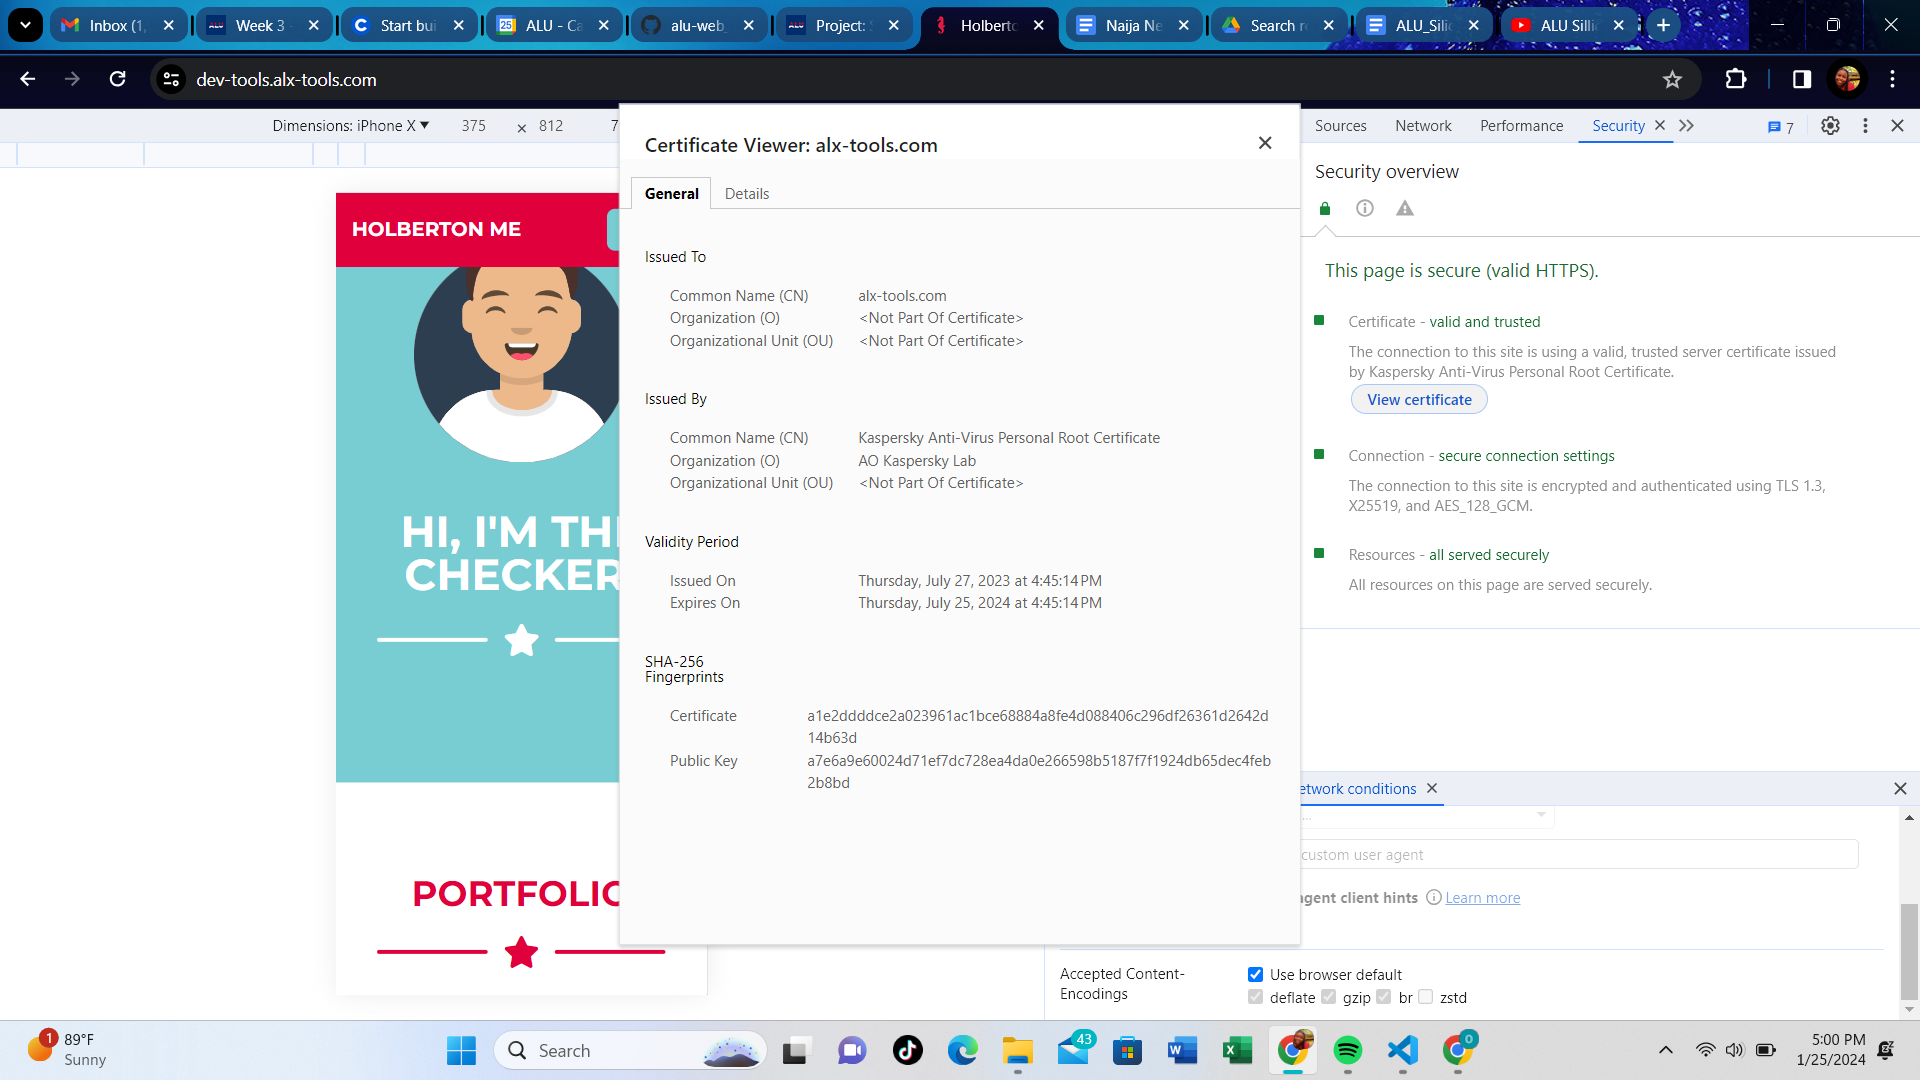 Inbox (1,
Week 3 -
Start bui
ALU - Ca
alu-web_
Project: S
Holberto
Naija Ne
Search re
ALU_Silic
ALU Sillic
dev-tools.alx-tools.com
Dimensions: iPhone X 375 × 812 7
HOLBERTON ME
HI, I'M TH
CHECKER
PORTFOLIO
Certificate Viewer: alx-tools.com
General Details
Issued To
Common Name (CN) alx-tools.com
Organization (O) <Not Part Of Certificate>
Organizational Unit (OU) <Not Part Of Certificate>
Issued By
Common Name (CN) Kaspersky Anti-Virus Personal Root Certificate
Organization (O) AO Kaspersky Lab
Organizational Unit (OU) <Not Part Of Certificate>
Validity Period
Issued On Thursday, July 27, 2023 at 4:45:14 PM
Expires On Thursday, July 25, 2024 at 4:45:14 PM
SHA-256
Fingerprints
Certificate a1e2ddddce2a023961ac1bce68884a8fe4d088406c296df26361d2642d
14b63d
Public Key a7e6a9e60024d71ef7dc728ea4da0e266598b5187f7f1924db65dec4feb
2b8bd
Sources Network Performance Security 7
Security overview
This page is secure (valid HTTPS).
Certificate - valid and trusted
The connection to this site is using a valid, trusted server certificate issued
by Kaspersky Anti-Virus Personal Root Certificate.
View certificate
Connection - secure connection settings
The connection to this site is encrypted and authenticated using TLS 1.3,
X25519, and AES_128_GCM.
Resources - all served securely
All resources on this page are served securely.
etwork conditions
...
custom user agent
gent client hints Learn more
Accepted Content-
Encodings
Use browser default
deflate gzip br zstd
1
89°F
Sunny
Search
43
0
5:00 PM
1/25/2024